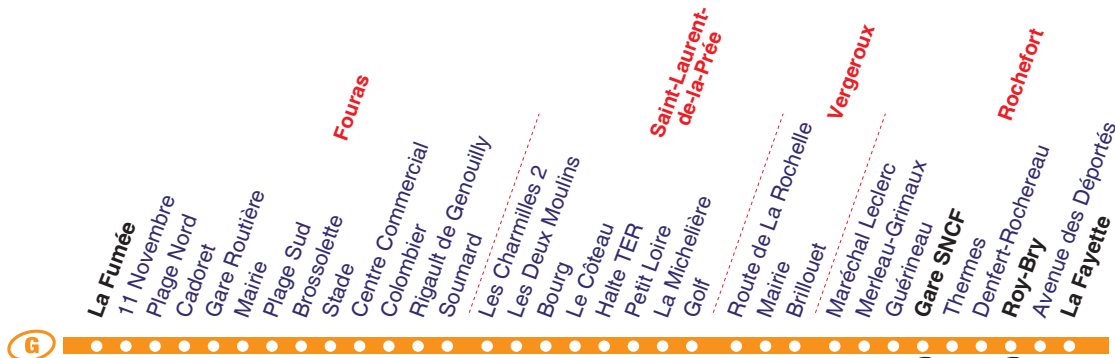 Fouras
Saint-Laurent-
de-la-Prée
Vergeroux
Rochefort
La Fumée
11 Novembre
Plage Nord
Cadoret
Gare Routière
Mairie
Plage Sud
Brossolette
Stade
Centre Commercial
Colombier
Rigault de Genouilly
Soumard
Les Charmilles 2
Les Deux Moulins
Bourg
Le Côteau
Halte TER
Petit Loire
La Michelière
Golf
Route de La Rochelle
Mairie
Brillouet
Maréchal Leclerc
Merleau-Grimaux
Guérineau
Gare SNCF
Thermes
Denfert-Rochereau
Roy-Bry
Avenue des Déportés
La Fayette
G